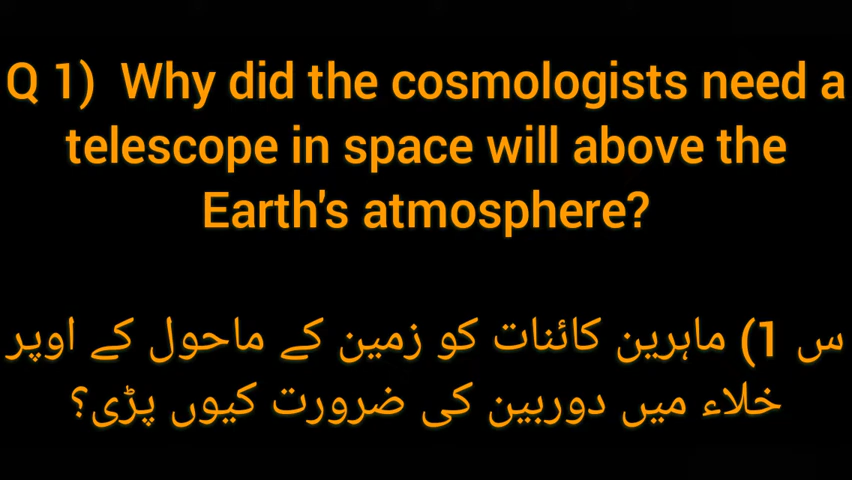 Q 1) Why did the cosmologists need a
telescope in space will above the
Earth's atmosphere?
س 1) ماہرین کائنات کو زمین کے ماحول کے اوپر
خلاء میں دوربین کی ضرورت کیوں پڑی؟